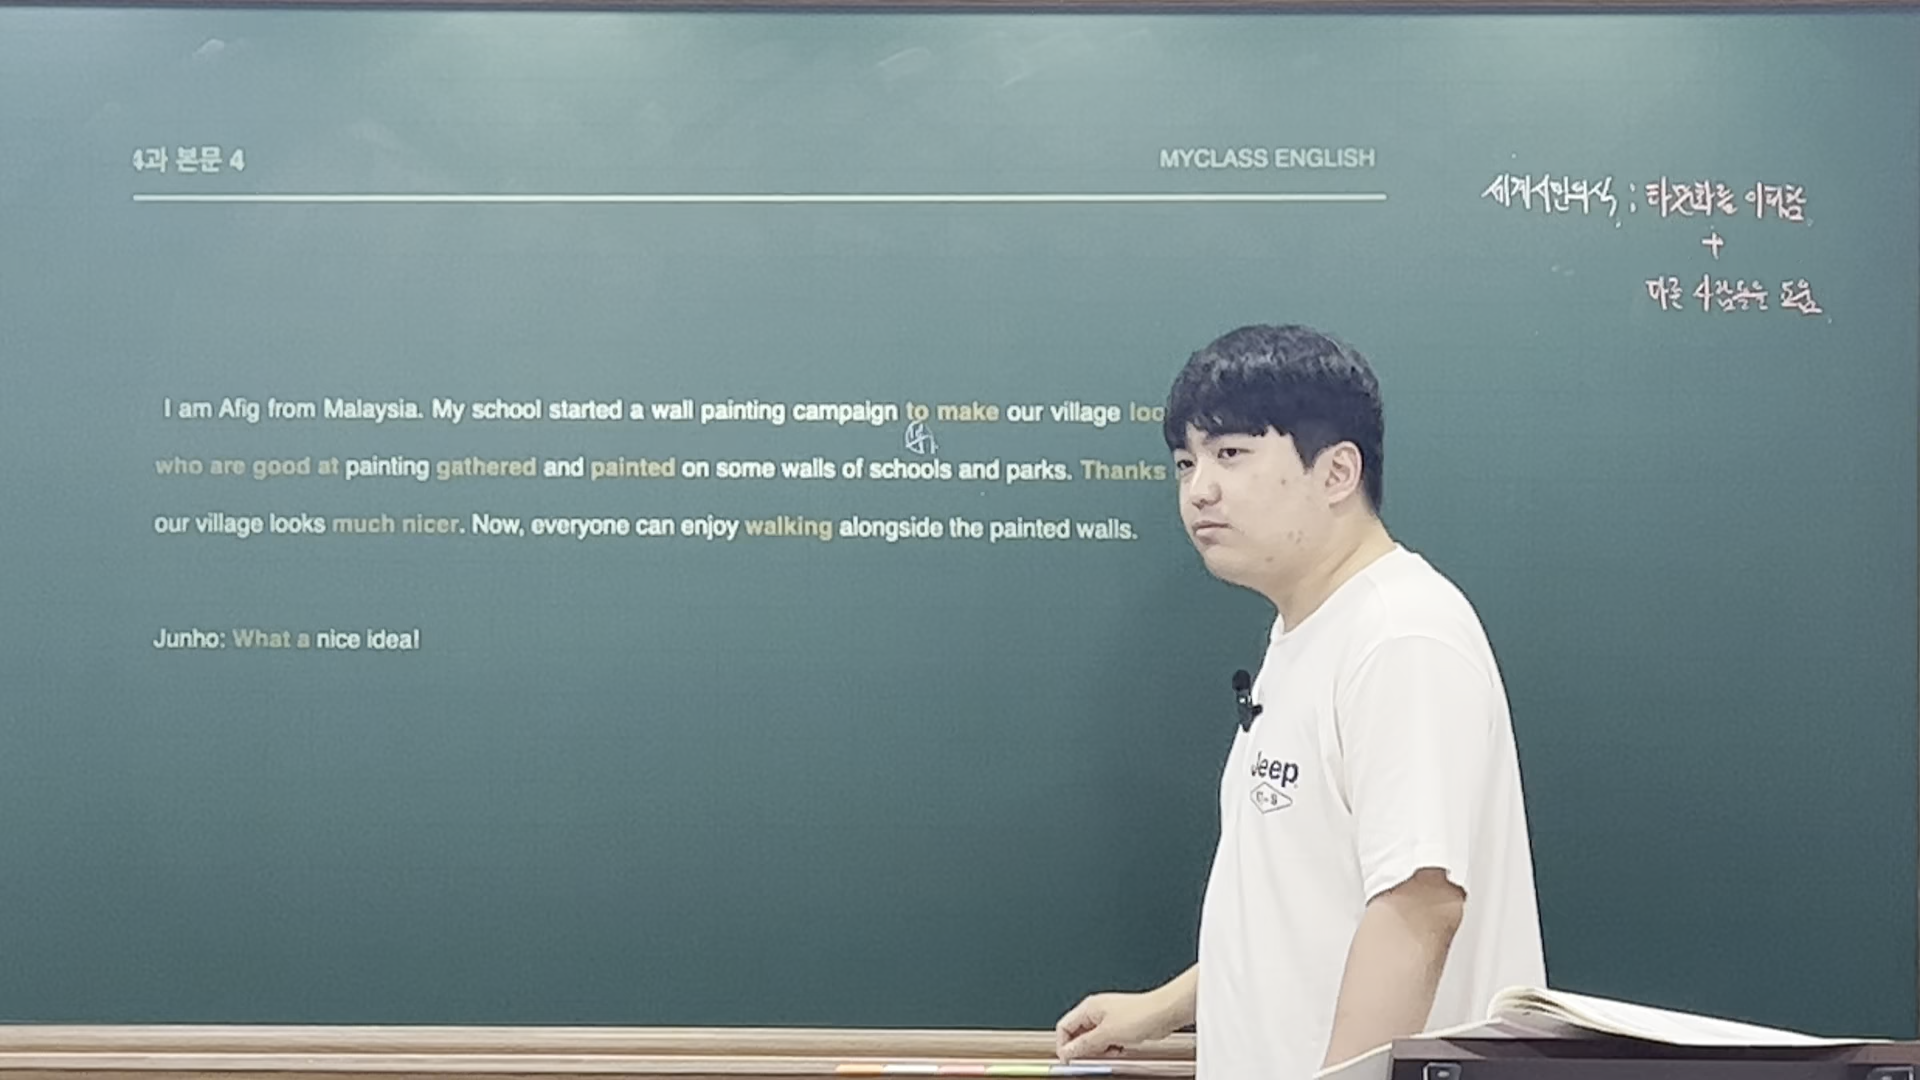 4과 본문 4
MYCLASS ENGLISH
세계시민의식 : 타문화를 이해함
+
다른 사람들을 도움
I am Afig from Malaysia. My school started a wall painting campaign to make our village loo
부
who are good at painting gathered and painted on some walls of schools and parks. Thanks
our village looks much nicer. Now, everyone can enjoy walking alongside the painted walls.
Junho: What a nice idea!
Jeep